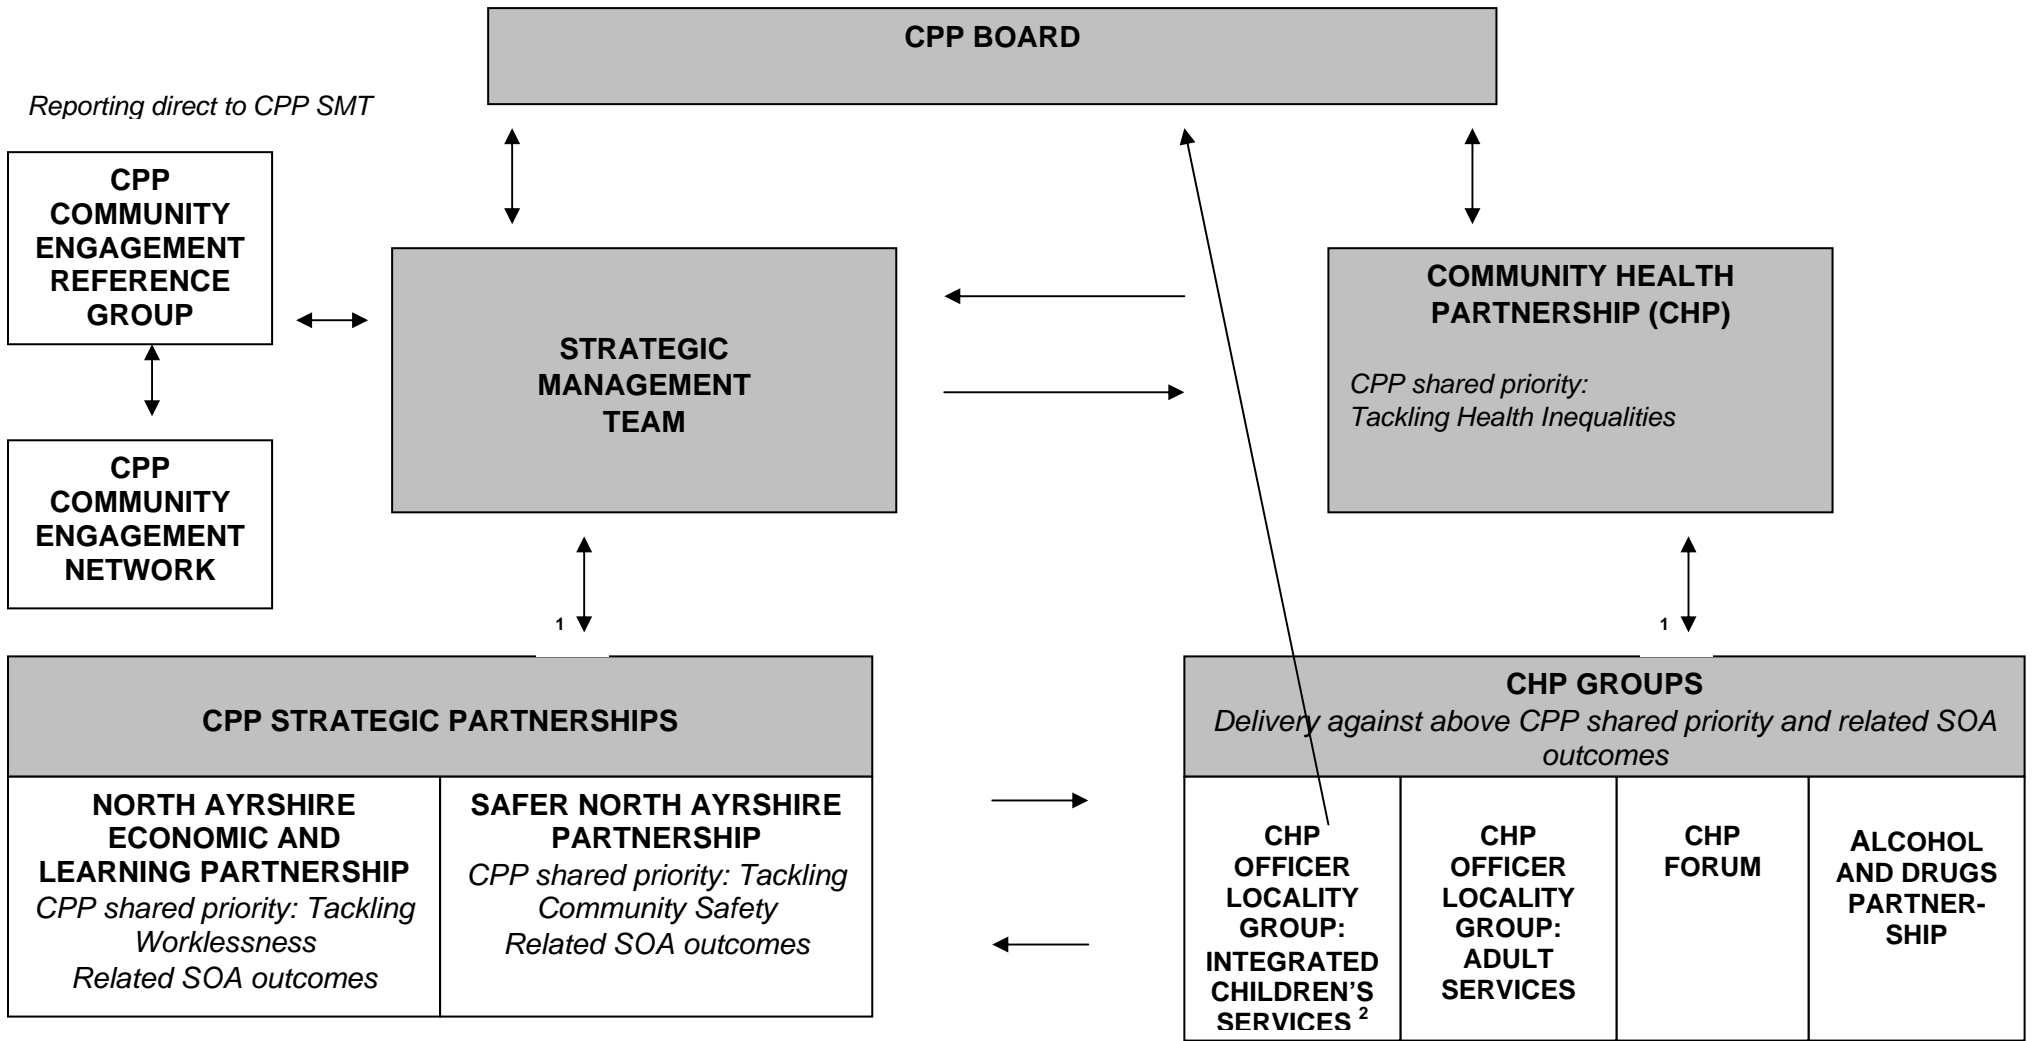 CPP BOARD
Reporting direct to CPP SMT
CPP
COMMUNITY
ENGAGEMENT
REFERENCE
GROUP
STRATEGIC
MANAGEMENT
TEAM
COMMUNITY HEALTH
PARTNERSHIP (CHP)
CPP shared priority:
Tackling Health Inequalities
CPP
COMMUNITY
ENGAGEMENT
NETWORK
1
1
CPP STRATEGIC PARTNERSHIPS
NORTH AYRSHIRE
ECONOMIC AND
LEARNING PARTNERSHIP
CPP shared priority: Tackling
Worklessness
Related SOA outcomes
SAFER NORTH AYRSHIRE
PARTNERSHIP
CPP shared priority: Tackling
Community Safety
Related SOA outcomes
CHP GROUPS
Delivery against above CPP shared priority and related SOA
outcomes
CHP
OFFICER
LOCALITY
GROUP:
INTEGRATED
CHILDREN'S
SERVICES 2
CHP
OFFICER
LOCALITY
GROUP:
ADULT
SERVICES
CHP
FORUM
ALCOHOL
AND DRUGS
PARTNER-
SHIP